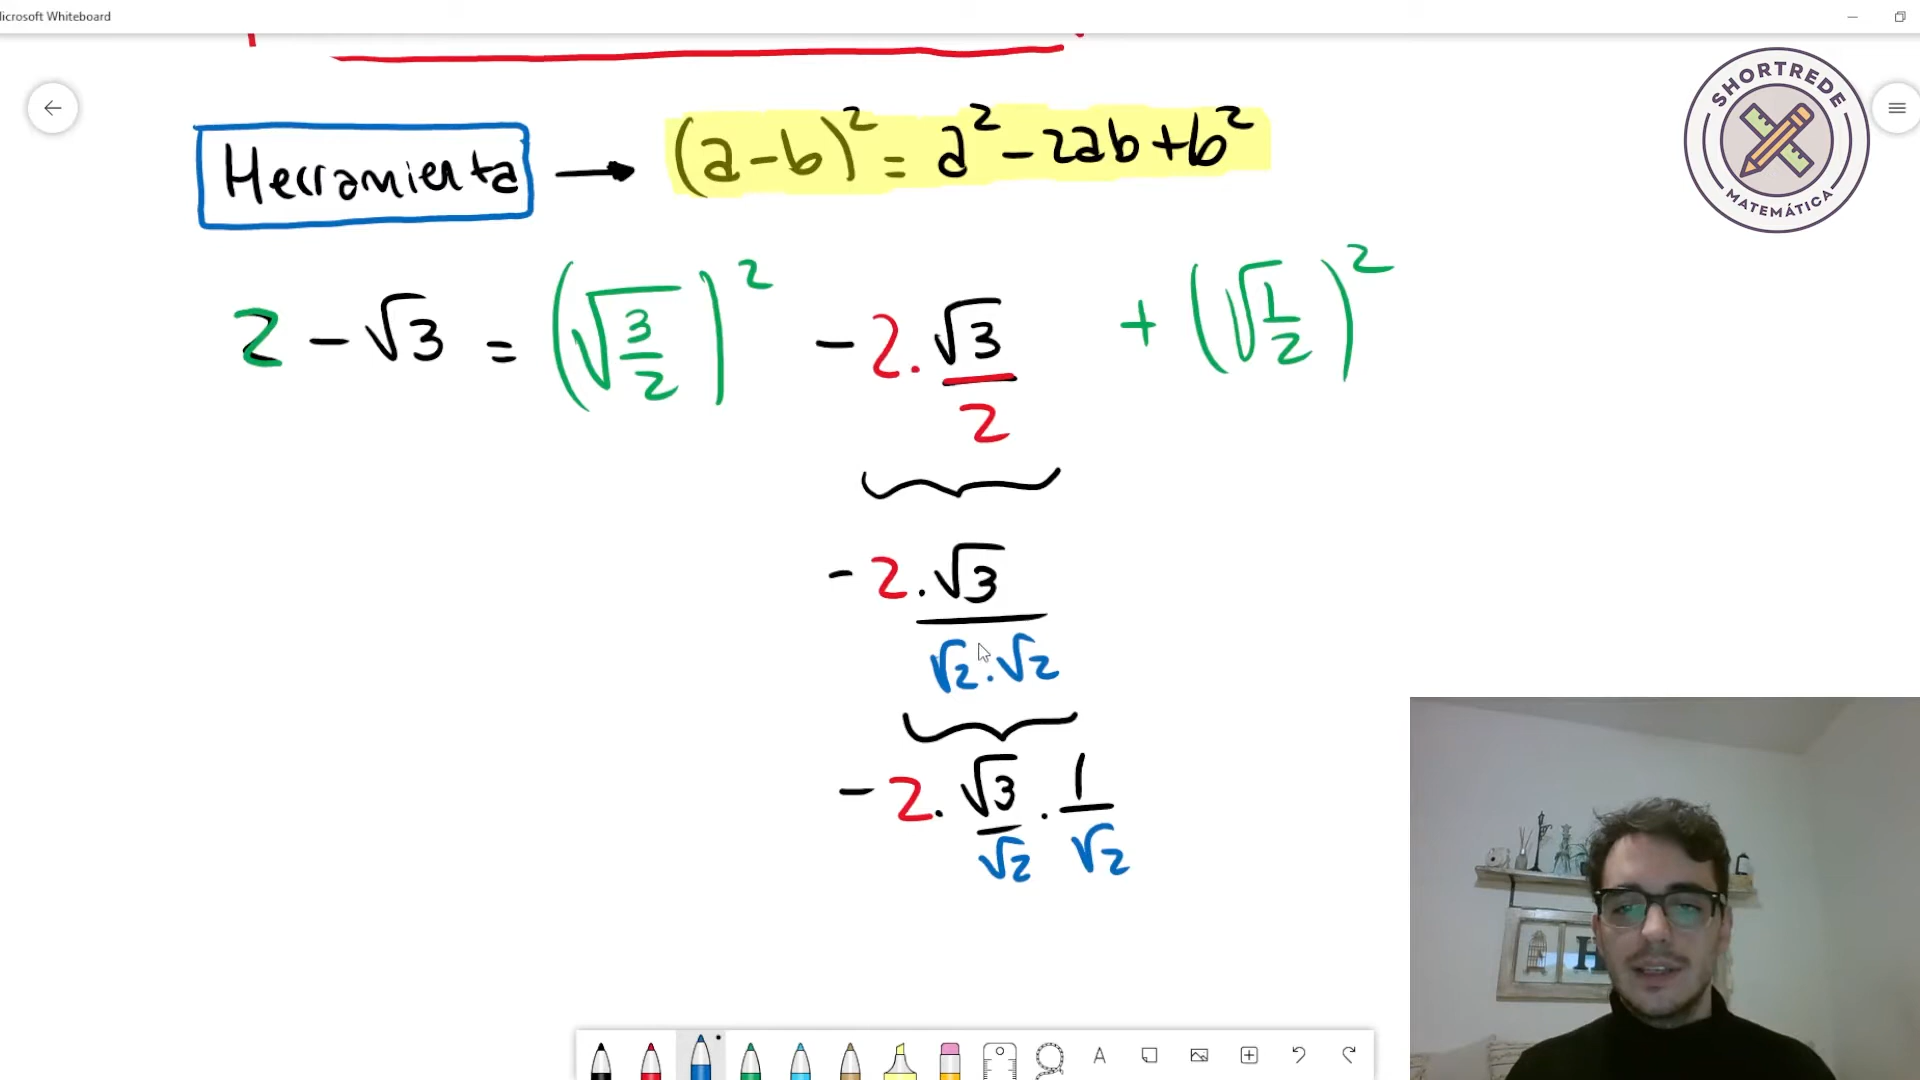 icrosoft Whiteboard
Herramienta → (a-b)² = a² - 2ab + b²
2 - √3 = (√(3/2))² - 2 . √3/2 + (√(1/2))²
- 2 . √3/(√2 . √2)
- 2 . √3/√2 . 1/√2
SHORTREDE
MATEMÁTICA
H
A